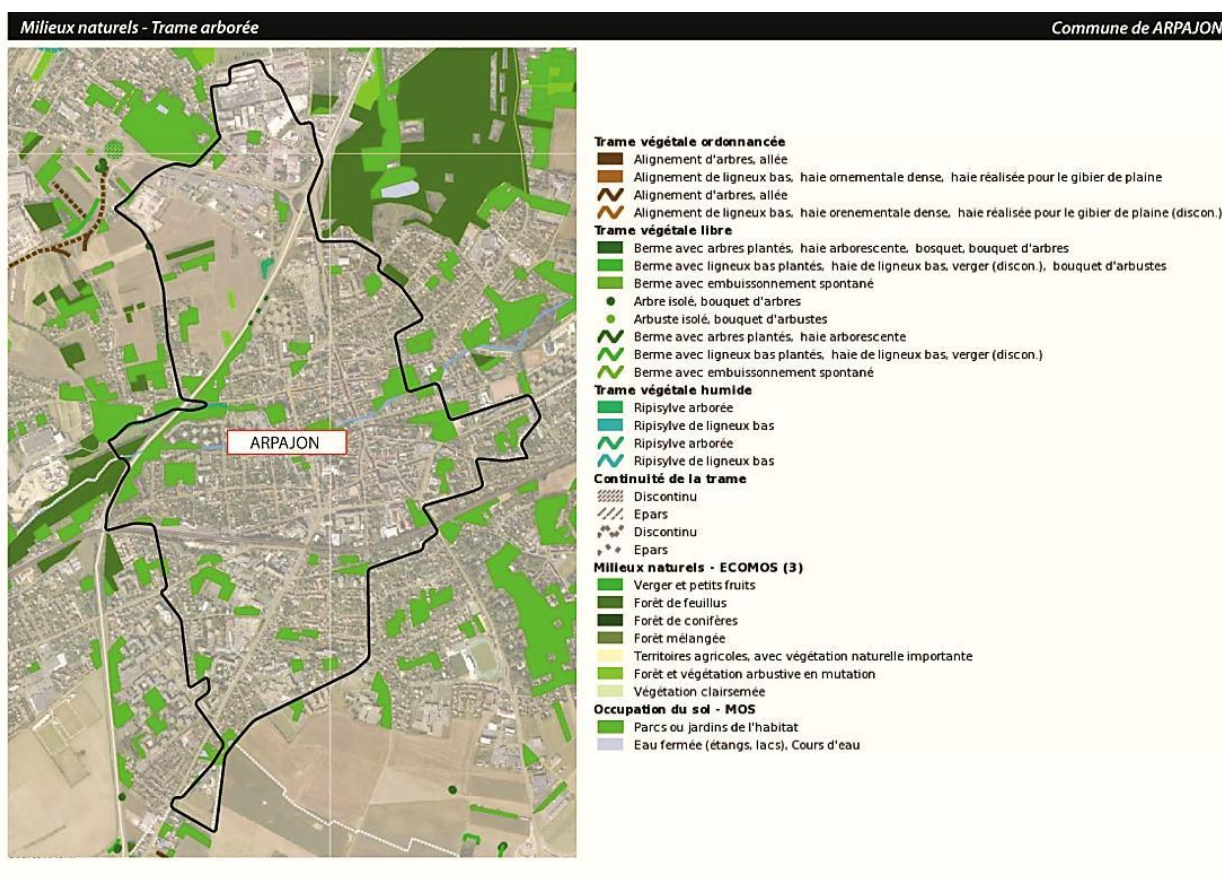 Milieux naturels - Trame arborée
Commune de ARPAJON
ARPAJON
Trame végétale ordonnancée
Alignement d'arbres, allée
Alignement de ligneux bas, haie ornementale dense, haie réalisée pour le gibier de plaine
Alignement d'arbres, allée
Alignement de ligneux bas, haie orenementale dense, haie réalisée pour le gibier de plaine (discon.)
Trame végétale libre
Berme avec arbres plantés, haie arborescente, bosquet, bouquet d'arbres
Berme avec ligneux bas plantés, haie de ligneux bas, verger (discon.), bouquet d'arbustes
Berme avec embuissonnement spontané
Arbre isolé, bouquet d'arbres
Arbuste isolé, bouquet d'arbustes
Berme avec arbres plantés, haie arborescente
Berme avec ligneux bas plantés, haie de ligneux bas, verger (discon.)
Berme avec embuissonnement spontané
Trame végétale humide
Ripisylve arborée
Ripisylve de ligneux bas
Ripisylve arborée
Ripisylve de ligneux bas
Continuité de la trame
Discontinu
Epars
Discontinu
Epars
Milieux naturels - ECOMOS (3)
Verger et petits fruits
Forêt de feuillus
Forêt de conifères
Forêt mélangée
Territoires agricoles, avec végétation naturelle importante
Forêt et végétation arbustive en mutation
Végétation clairsemée
Occupation du sol - MOS
Parcs ou jardins de l'habitat
Eau fermée (étangs, lacs), Cours d'eau